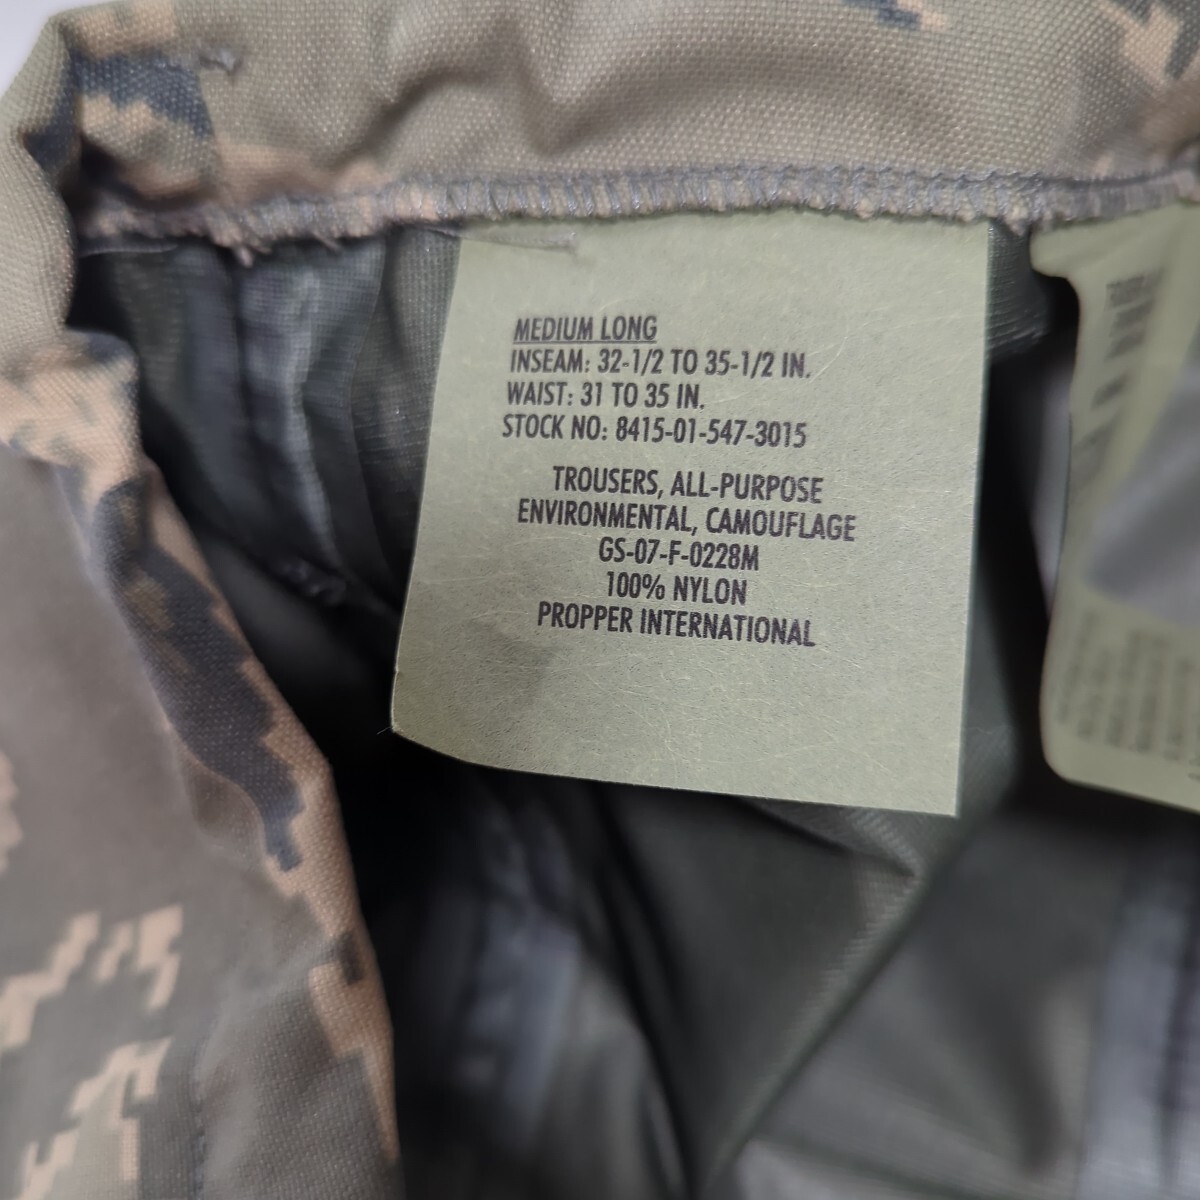 MEDIUM LONG
INSEAM: 32-1/2 TO 35-1/2 IN.
WAIST: 31 TO 35 IN.
STOCK NO: 8415-01-547-3015
TROUSERS, ALL-PURPOSE
ENVIRONMENTAL, CAMOUFLAGE
GS-07-F-0228M
100% NYLON
PROPPER INTERNATIONAL